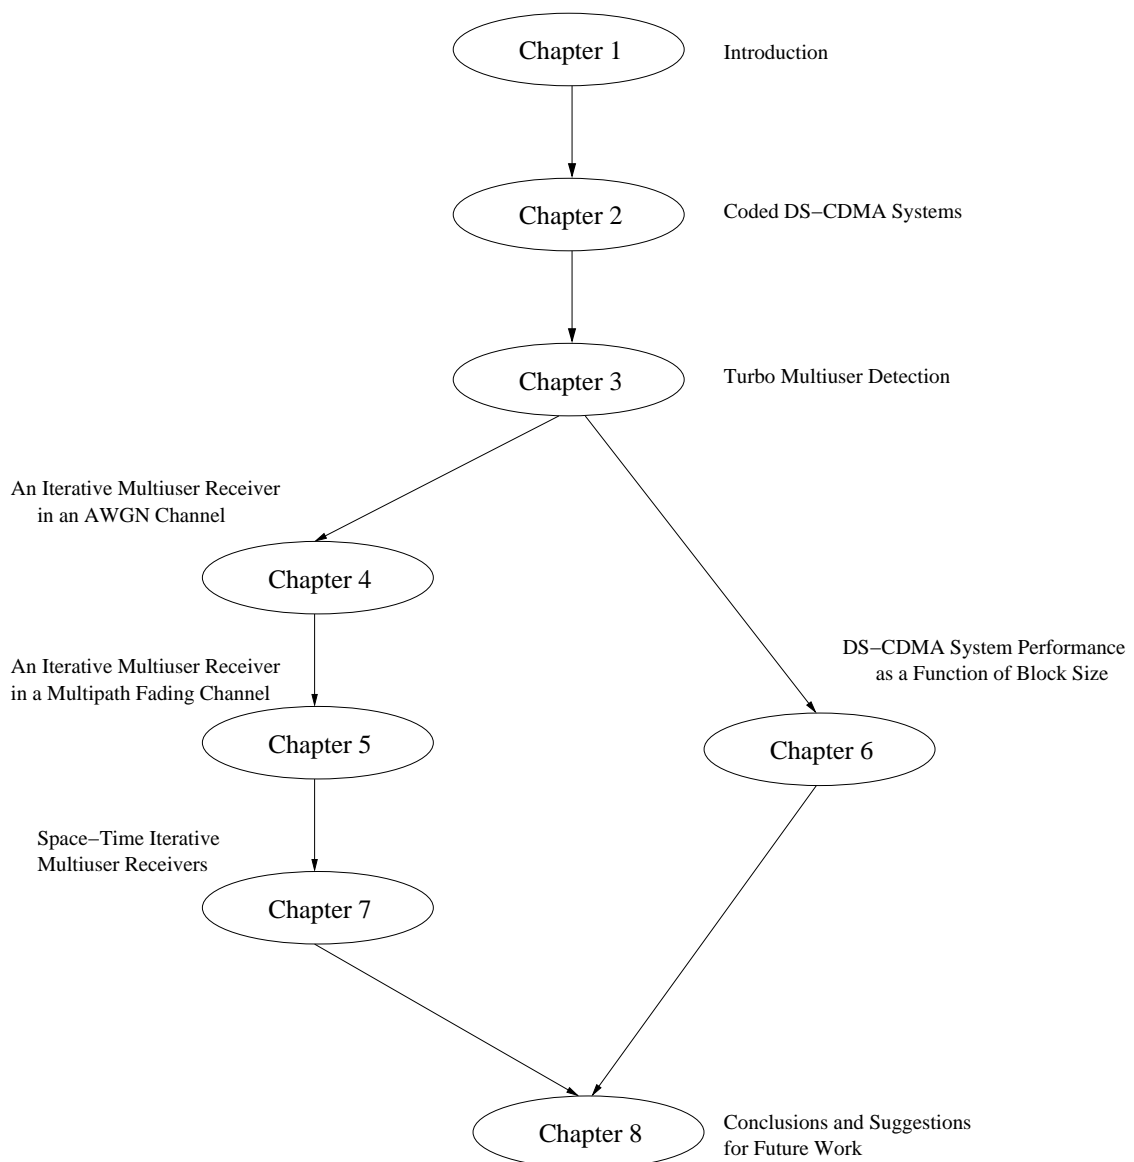 Chapter 1
Introduction
Chapter 2
Coded DS−CDMA Systems
Chapter 3
Turbo Multiuser Detection
An Iterative Multiuser Receiver
in an AWGN Channel
Chapter 4
An Iterative Multiuser Receiver
in a Multipath Fading Channel
Chapter 5
DS−CDMA System Performance
as a Function of Block Size
Chapter 6
Space−Time Iterative
Multiuser Receivers
Chapter 7
Chapter 8
Conclusions and Suggestions
for Future Work